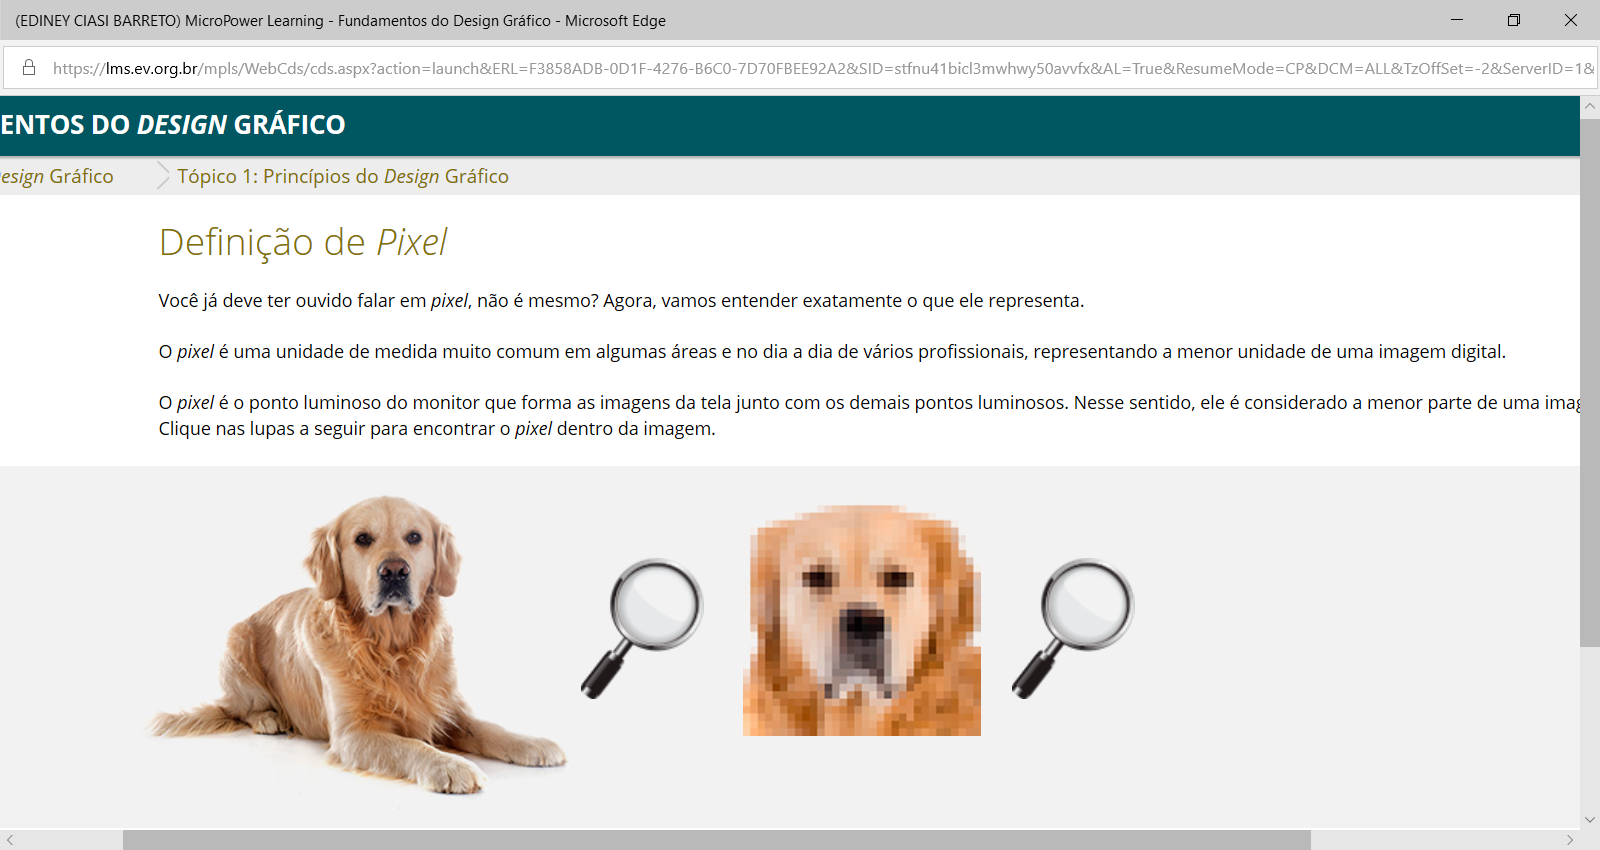 (EDINEY CIASI BARRETO) MicroPower Learning - Fundamentos do Design Gráfico - Microsoft Edge
https://lms.ev.org.br/mpls/WebCds/cds.aspx?action=launch&ERL=F3858ADB-0D1F-4276-B6C0-7D70FBEE92A2&SID=stfnu41bicl3mwhwy50avvfx&AL=True&ResumeMode=CP&DCM=ALL&TzOffSet=-2&ServerID=1&
ENTOS DO DESIGN GRÁFICO
esign Gráfico
Tópico 1: Princípios do Design Gráfico
Definição de Pixel
Você já deve ter ouvido falar em pixel, não é mesmo? Agora, vamos entender exatamente o que ele representa.
O pixel é uma unidade de medida muito comum em algumas áreas e no dia a dia de vários profissionais, representando a menor unidade de uma imagem digital.
O pixel é o ponto luminoso do monitor que forma as imagens da tela junto com os demais pontos luminosos. Nesse sentido, ele é considerado a menor parte de uma imag
Clique nas lupas a seguir para encontrar o pixel dentro da imagem.